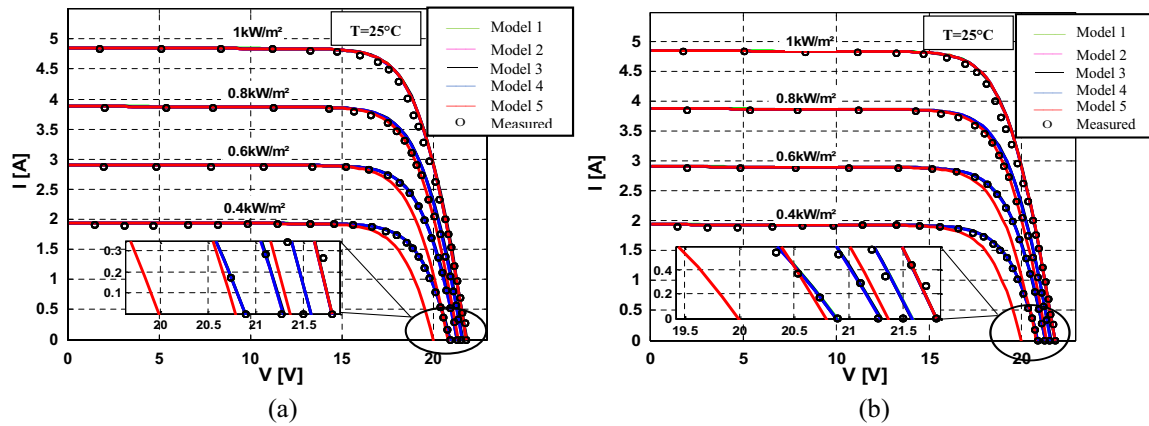 T=25°C
1kW/m²
0.8kW/m²
0.6kW/m²
0.4kW/m²
Model 1
Model 2
Model 3
Model 4
Model 5
o Measured
I [A]
5
4.5
4
3.5
3
2.5
2
1.5
1
0.5
0
0.3
0.2
0.1
20 20.5 21 21.5
0 5 10 15 20
V [V]
(a)
T=25°C
1kW/m²
0.8kW/m²
0.6kW/m²
0.4kW/m²
Model 1
Model 2
Model 3
Model 4
Model 5
o Measured
I [A]
5
4.5
4
3.5
3
2.5
2
1.5
1
0.5
0
0.4
0.2
0
19.5 20 20.5 21 21.5
0 5 10 15 20
V [V]
(b)